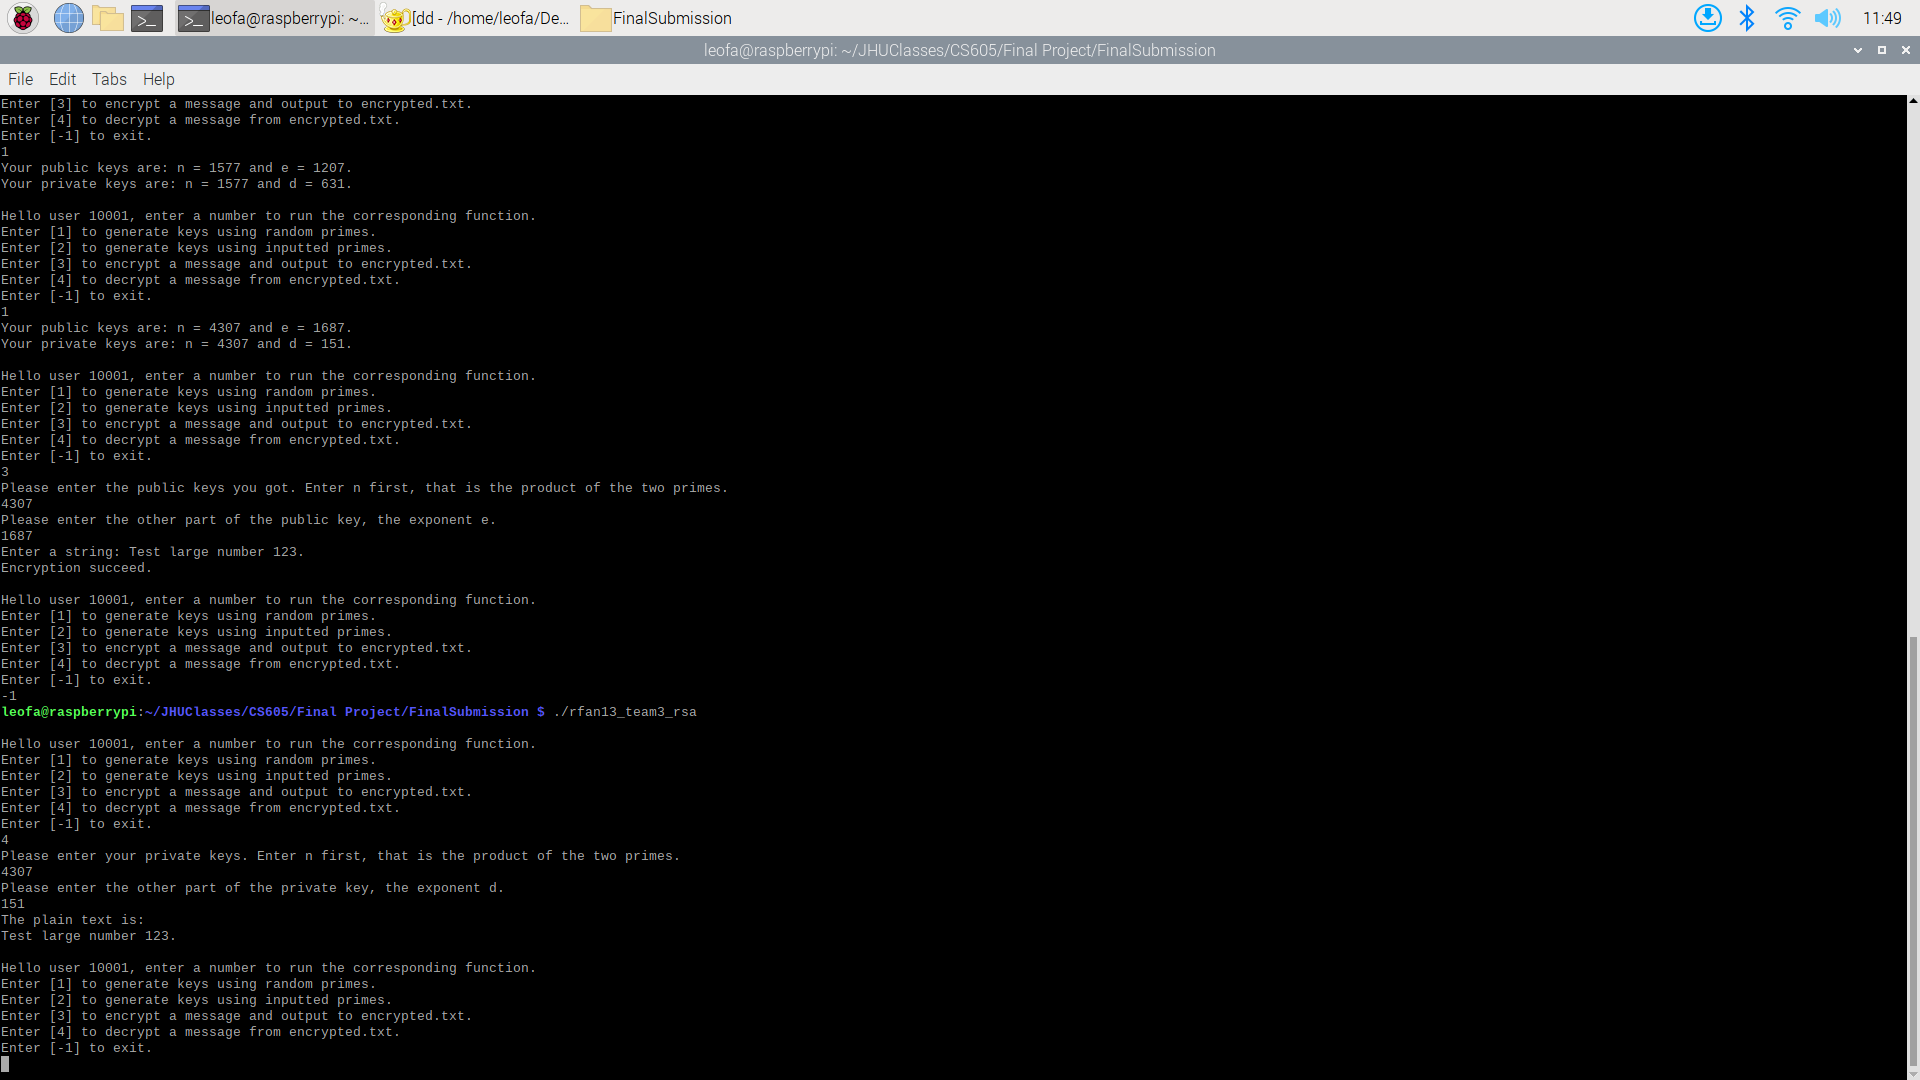 leofa@raspberrypi: ~...
[dd - /home/leofa/De...
FinalSubmission
11:49
leofa@raspberrypi: ~/JHUClasses/CS605/Final Project/FinalSubmission
File Edit Tabs Help
Enter [3] to encrypt a message and output to encrypted.txt.
Enter [4] to decrypt a message from encrypted.txt.
Enter [-1] to exit.
1
Your public keys are: n = 1577 and e = 1207.
Your private keys are: n = 1577 and d = 631.
Hello user 10001, enter a number to run the corresponding function.
Enter [1] to generate keys using random primes.
Enter [2] to generate keys using inputted primes.
Enter [3] to encrypt a message and output to encrypted.txt.
Enter [4] to decrypt a message from encrypted.txt.
Enter [-1] to exit.
1
Your public keys are: n = 4307 and e = 1687.
Your private keys are: n = 4307 and d = 151.
Hello user 10001, enter a number to run the corresponding function.
Enter [1] to generate keys using random primes.
Enter [2] to generate keys using inputted primes.
Enter [3] to encrypt a message and output to encrypted.txt.
Enter [4] to decrypt a message from encrypted.txt.
Enter [-1] to exit.
3
Please enter the public keys you got. Enter n first, that is the product of the two primes.
4307
Please enter the other part of the public key, the exponent e.
1687
Enter a string: Test large number 123.
Encryption succeed.
Hello user 10001, enter a number to run the corresponding function.
Enter [1] to generate keys using random primes.
Enter [2] to generate keys using inputted primes.
Enter [3] to encrypt a message and output to encrypted.txt.
Enter [4] to decrypt a message from encrypted.txt.
Enter [-1] to exit.
-1
leofa@raspberrypi:~/JHUClasses/CS605/Final Project/FinalSubmission $ ./rfan13_team3_rsa
Hello user 10001, enter a number to run the corresponding function.
Enter [1] to generate keys using random primes.
Enter [2] to generate keys using inputted primes.
Enter [3] to encrypt a message and output to encrypted.txt.
Enter [4] to decrypt a message from encrypted.txt.
Enter [-1] to exit.
4
Please enter your private keys. Enter n first, that is the product of the two primes.
4307
Please enter the other part of the private key, the exponent d.
151
The plain text is:
Test large number 123.
Hello user 10001, enter a number to run the corresponding function.
Enter [1] to generate keys using random primes.
Enter [2] to generate keys using inputted primes.
Enter [3] to encrypt a message and output to encrypted.txt.
Enter [4] to decrypt a message from encrypted.txt.
Enter [-1] to exit.